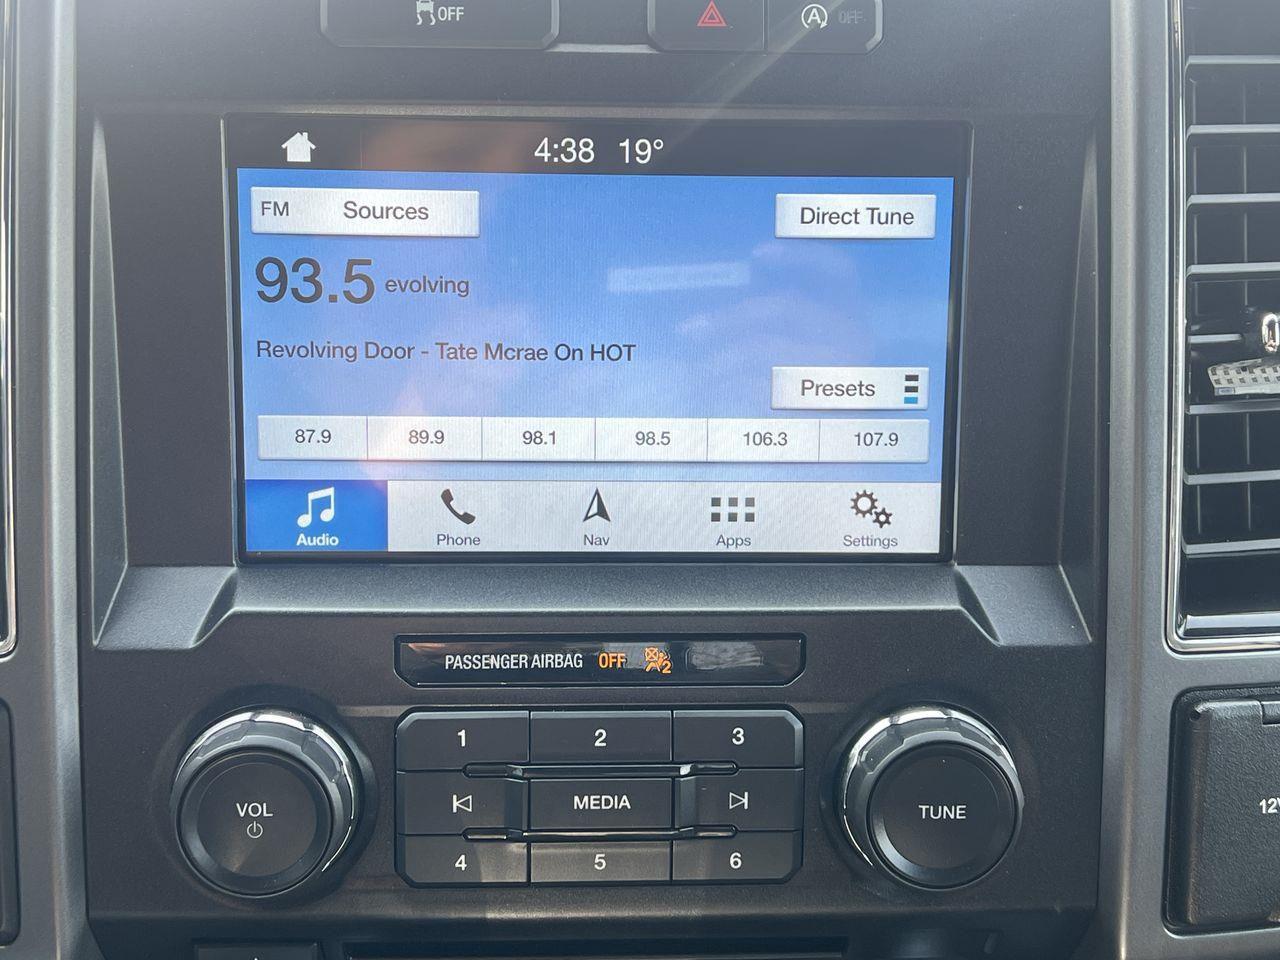 OFF
A OFF
4:38 19°
FM Sources
Direct Tune
93.5 evolving
Revolving Door - Tate Mcrae On HOT
Presets
87.9 89.9 98.1 98.5 106.3 107.9
Audio Phone Nav Apps Settings
PASSENGER AIRBAG OFF 2
1 2 3
VOL
MEDIA
TUNE
4 5 6